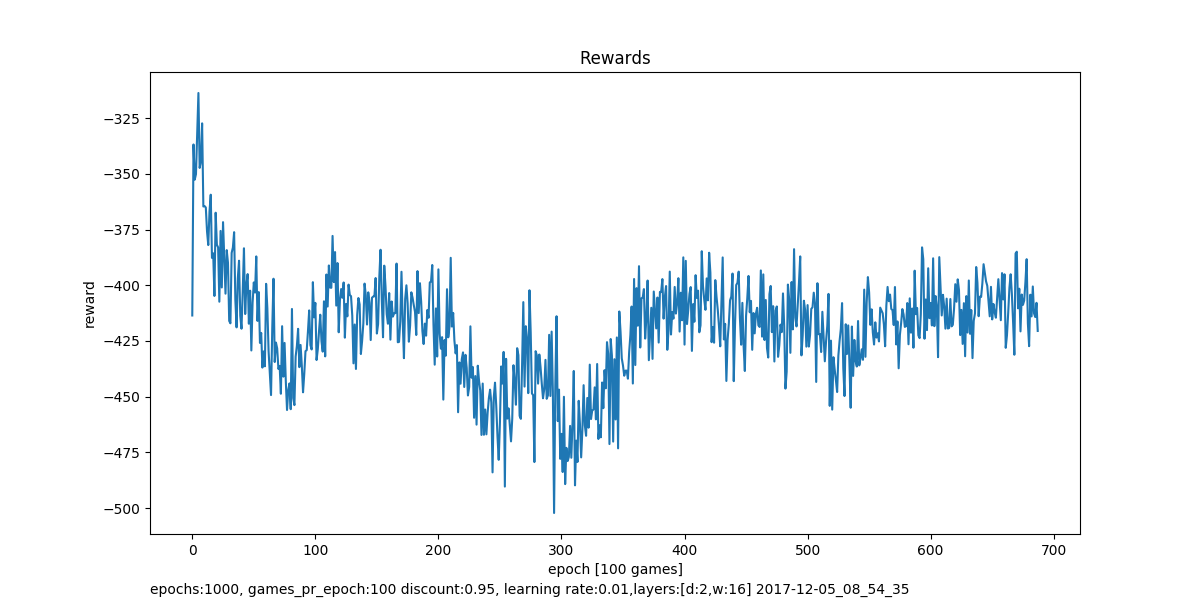 Rewards
−325
−350
−375
−400
−425
−450
−475
−500
reward
0 100 200 300 400 500 600 700
epoch [100 games]
epochs:1000, games_pr_epoch:100 discount:0.95, learning rate:0.01,layers:[d:2,w:16] 2017-12-05_08_54_35